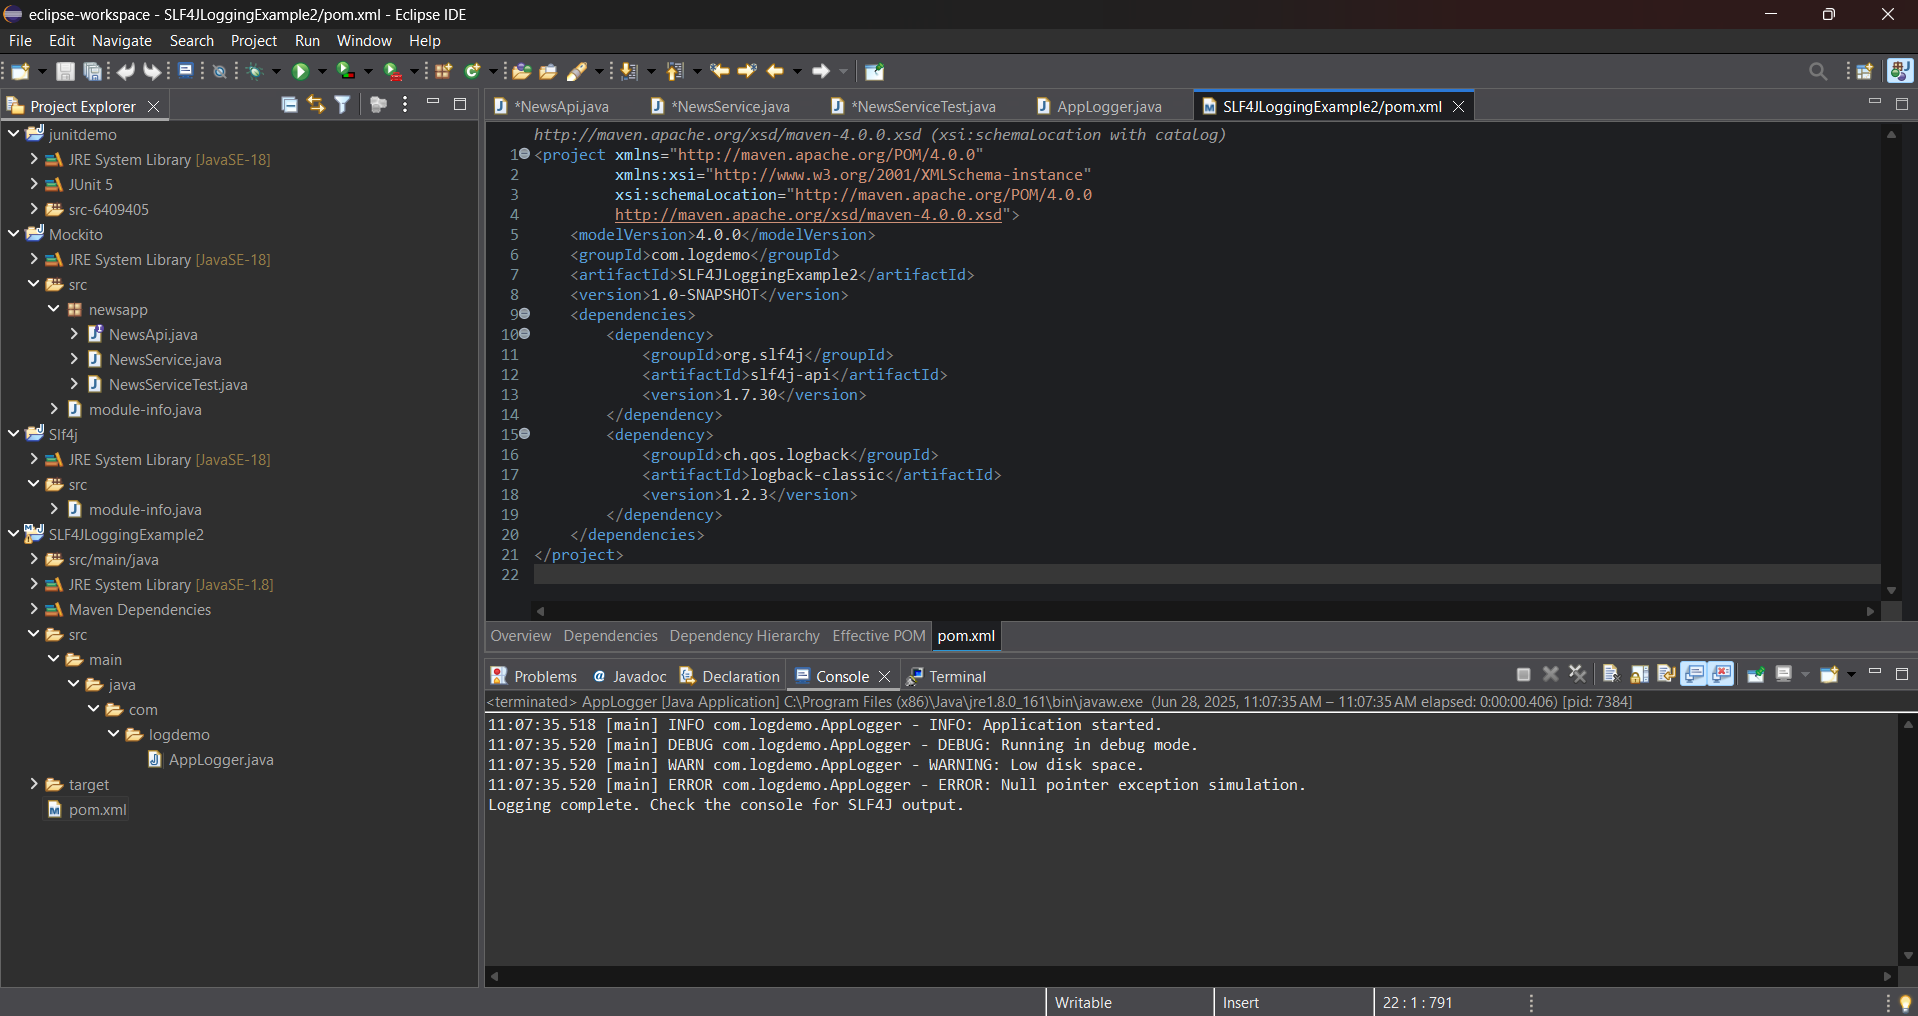 eclipse-workspace - SLF4JLoggingExample2/pom.xml - Eclipse IDE
File Edit Navigate Search Project Run Window Help
Project Explorer
junitdemo
JRE System Library [JavaSE-18]
JUnit 5
src-6409405
Mockito
JRE System Library [JavaSE-18]
src
newsapp
NewsApi.java
NewsService.java
NewsServiceTest.java
module-info.java
Slf4j
JRE System Library [JavaSE-18]
src
module-info.java
SLF4JLoggingExample2
src/main/java
JRE System Library [JavaSE-1.8]
Maven Dependencies
src
main
java
com
logdemo
AppLogger.java
target
pom.xml
*NewsApi.java *NewsService.java *NewsServiceTest.java AppLogger.java SLF4JLoggingExample2/pom.xml
http://maven.apache.org/xsd/maven-4.0.0.xsd (xsi:schemaLocation with catalog)
1 <project xmlns="http://maven.apache.org/POM/4.0.0"
2 xmlns:xsi="http://www.w3.org/2001/XMLSchema-instance"
3 xsi:schemaLocation="http://maven.apache.org/POM/4.0.0
4 http://maven.apache.org/xsd/maven-4.0.0.xsd">
5 <modelVersion>4.0.0</modelVersion>
6 <groupId>com.logdemo</groupId>
7 <artifactId>SLF4JLoggingExample2</artifactId>
8 <version>1.0-SNAPSHOT</version>
9 <dependencies>
10 <dependency>
11 <groupId>org.slf4j</groupId>
12 <artifactId>slf4j-api</artifactId>
13 <version>1.7.30</version>
14 </dependency>
15 <dependency>
16 <groupId>ch.qos.logback</groupId>
17 <artifactId>logback-classic</artifactId>
18 <version>1.2.3</version>
19 </dependency>
20 </dependencies>
21 </project>
22
Overview Dependencies Dependency Hierarchy Effective POM pom.xml
Problems Javadoc Declaration Console Terminal
<terminated> AppLogger [Java Application] C:\Program Files (x86)\Java\jre1.8.0_161\bin\javaw.exe (Jun 28, 2025, 11:07:35 AM – 11:07:35 AM elapsed: 0:00:00.406) [pid: 7384]
11:07:35.518 [main] INFO com.logdemo.AppLogger - INFO: Application started.
11:07:35.520 [main] DEBUG com.logdemo.AppLogger - DEBUG: Running in debug mode.
11:07:35.520 [main] WARN com.logdemo.AppLogger - WARNING: Low disk space.
11:07:35.520 [main] ERROR com.logdemo.AppLogger - ERROR: Null pointer exception simulation.
Logging complete. Check the console for SLF4J output.
Writable Insert 22 : 1 : 791